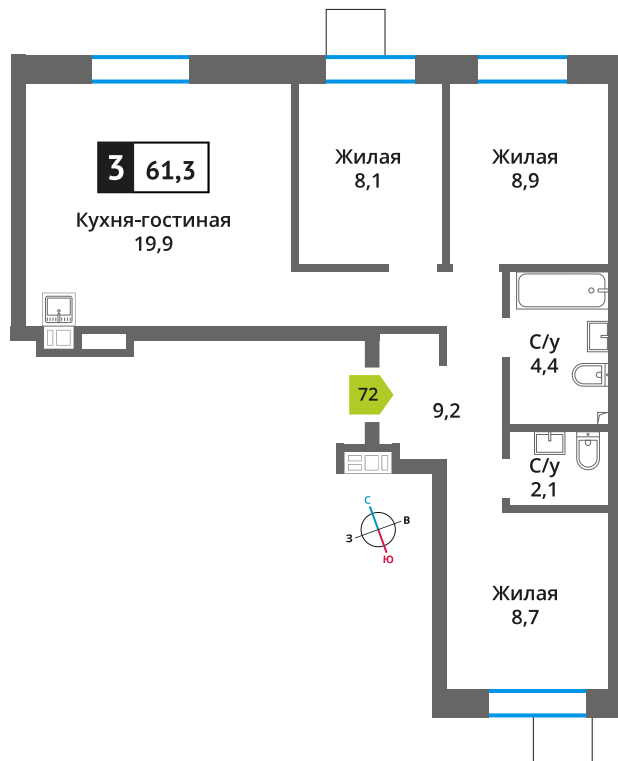 3 61,3
Кухня-гостиная
19,9
Жилая
8,1
Жилая
8,9
С/у
4,4
72
9,2
С/у
2,1
С
В
З
Ю
Жилая
8,7